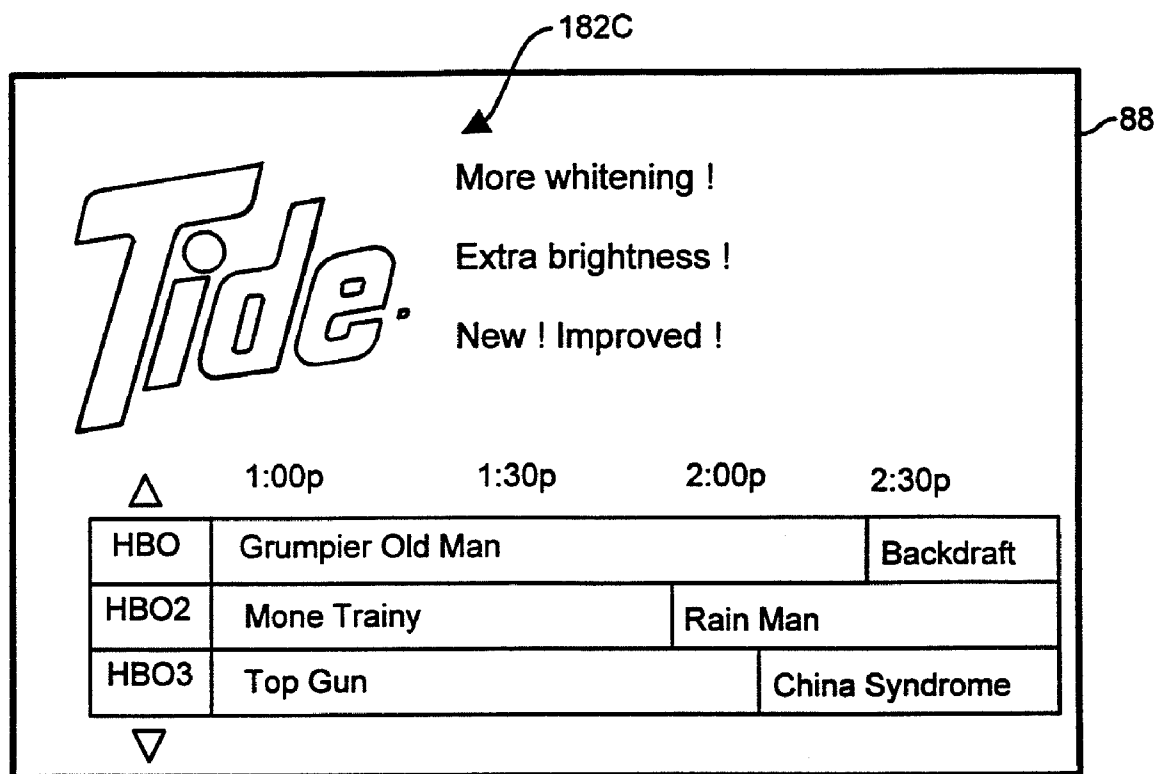 182C
88
Tide.
More whitening !
Extra brightness !
New ! Improved !
1:00p 1:30p 2:00p 2:30p
HBO Grumpier Old Man Backdraft
HBO2 Mone Trainy Rain Man
HBO3 Top Gun China Syndrome